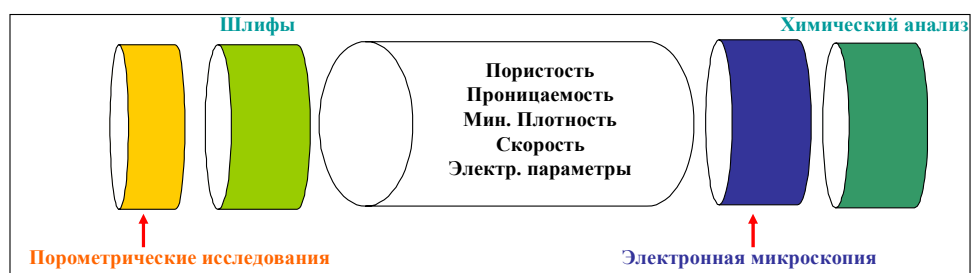 Шлифы
Химический анализ
Пористость
Проницаемость
Мин. Плотность
Скорость
Электр. параметры
Порометрические исследования
Электронная микроскопия